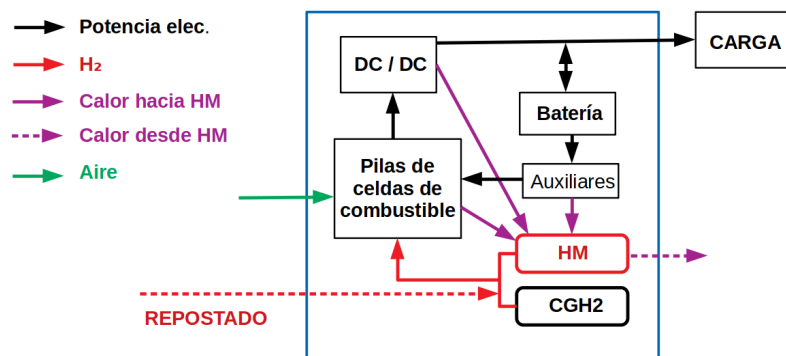 Potencia elec.
H₂
Calor hacia HM
Calor desde HM
Aire
DC / DC
CARGA
Batería
Pilas de
celdas de
combustible
Auxiliares
HM
CGH2
REPOSTADO